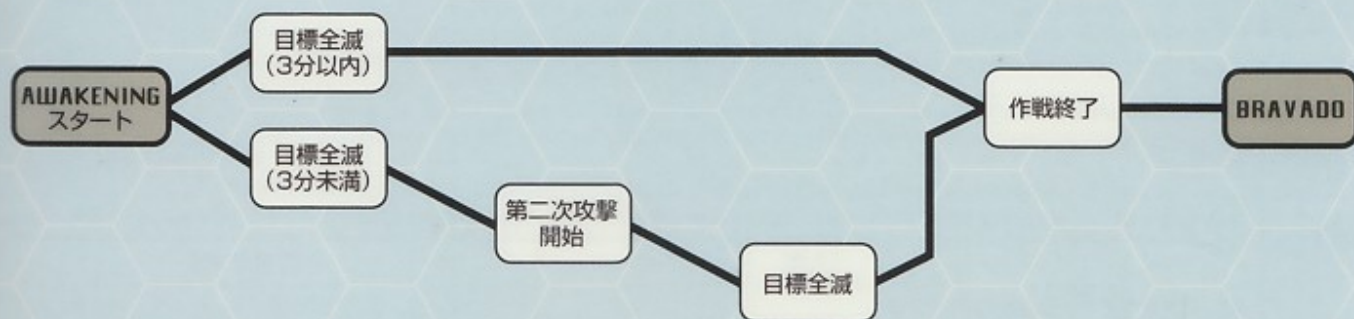 AWAKENING
スタート
目標全滅
(3分以内)
目標全滅
(3分未満)
第二次攻撃
開始
目標全滅
作戦終了
BRAVADO